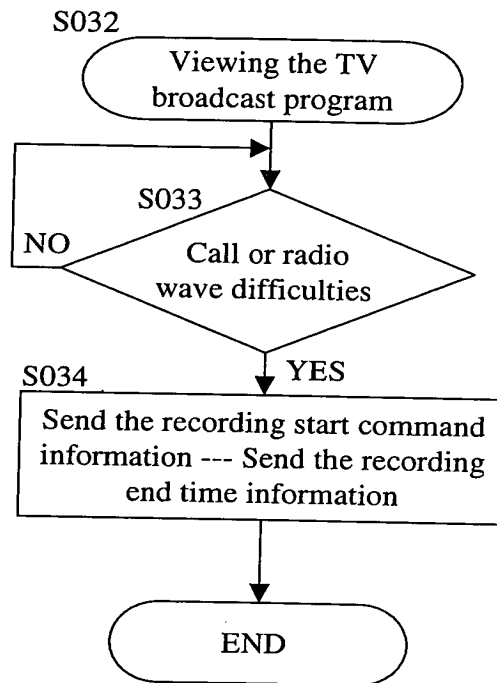 S032
Viewing the TV
broadcast program
S033
NO
Call or radio
wave difficulties
YES
S034
Send the recording start command
information --- Send the recording
end time information
END